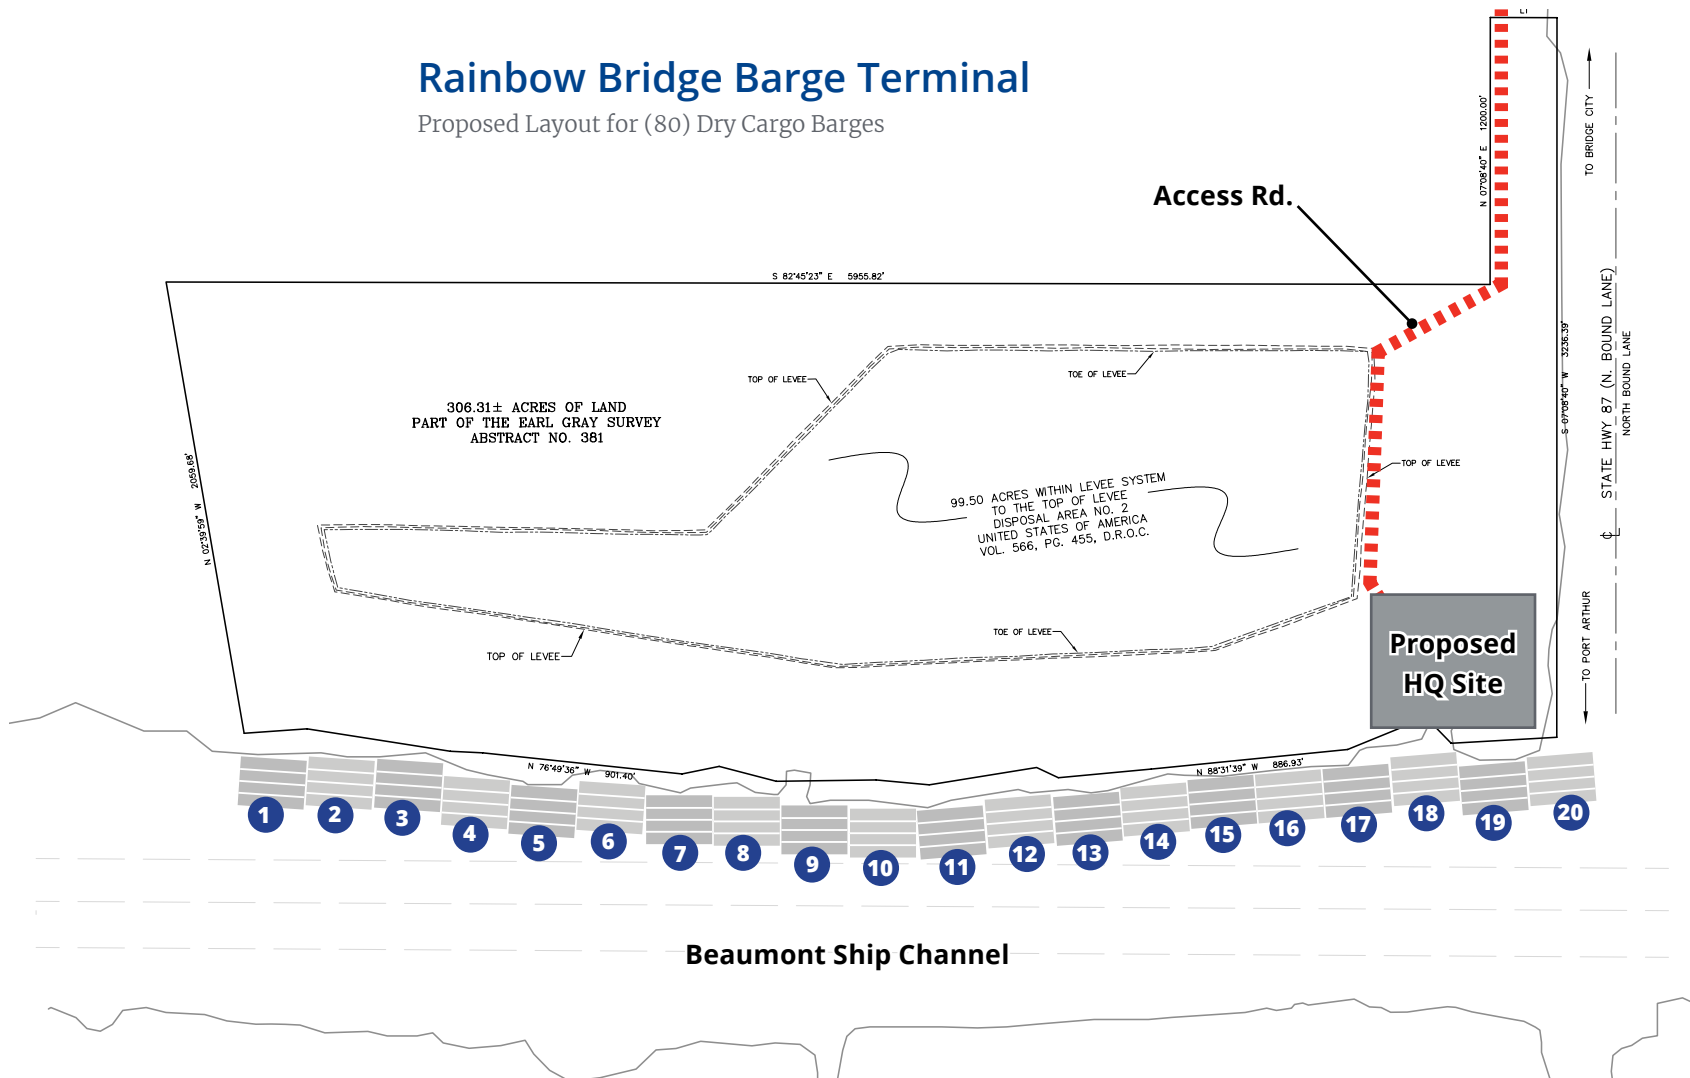 L1
Rainbow Bridge Barge Terminal
Proposed Layout for (80) Dry Cargo Barges
N 07°08'40" E 1200.00'
TO BRIDGE CITY
Access Rd.
S 82°45'23" E 5955.82'
STATE HWY 87 (N. BOUND LANE)
NORTH BOUND LANE
S 07°08'40" W 3236.39'
TOP OF LEVEE
TOE OF LEVEE
306.31± ACRES OF LAND
PART OF THE EARL GRAY SURVEY
ABSTRACT NO. 381
N 02°39'59" W 2059.68'
TOP OF LEVEE
99.50 ACRES WITHIN LEVEE SYSTEM
TO THE TOP OF LEVEE
DISPOSAL AREA NO. 2
UNITED STATES OF AMERICA
VOL. 566, PG. 455, D.R.O.C.
TO PORT ARTHUR
TOP OF LEVEE
TOE OF LEVEE
Proposed
HQ Site
N 76°49'36" W 901.40'
N 88°31'39" W 886.93'
1
2
3
4
5
6
7
8
9
10
11
12
13
14
15
16
17
18
19
20
Beaumont Ship Channel